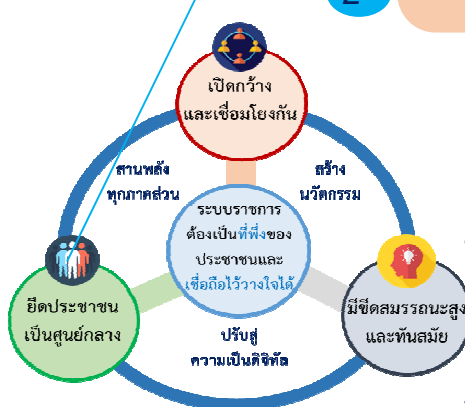 เปิดกว้าง
และเชื่อมโยงกัน
สานพลัง
ทุกภาคส่วน
สร้าง
นวัตกรรม
ระบบราชการ
ต้องเป็นที่พึ่งของ
ประชาชนและ
เชื่อถือไว้วางใจได้
ยึดประชาชน
เป็นศูนย์กลาง
มีขีดสมรรถนะสูง
และทันสมัย
ปรับสู่
ความเป็นดิจิทัล